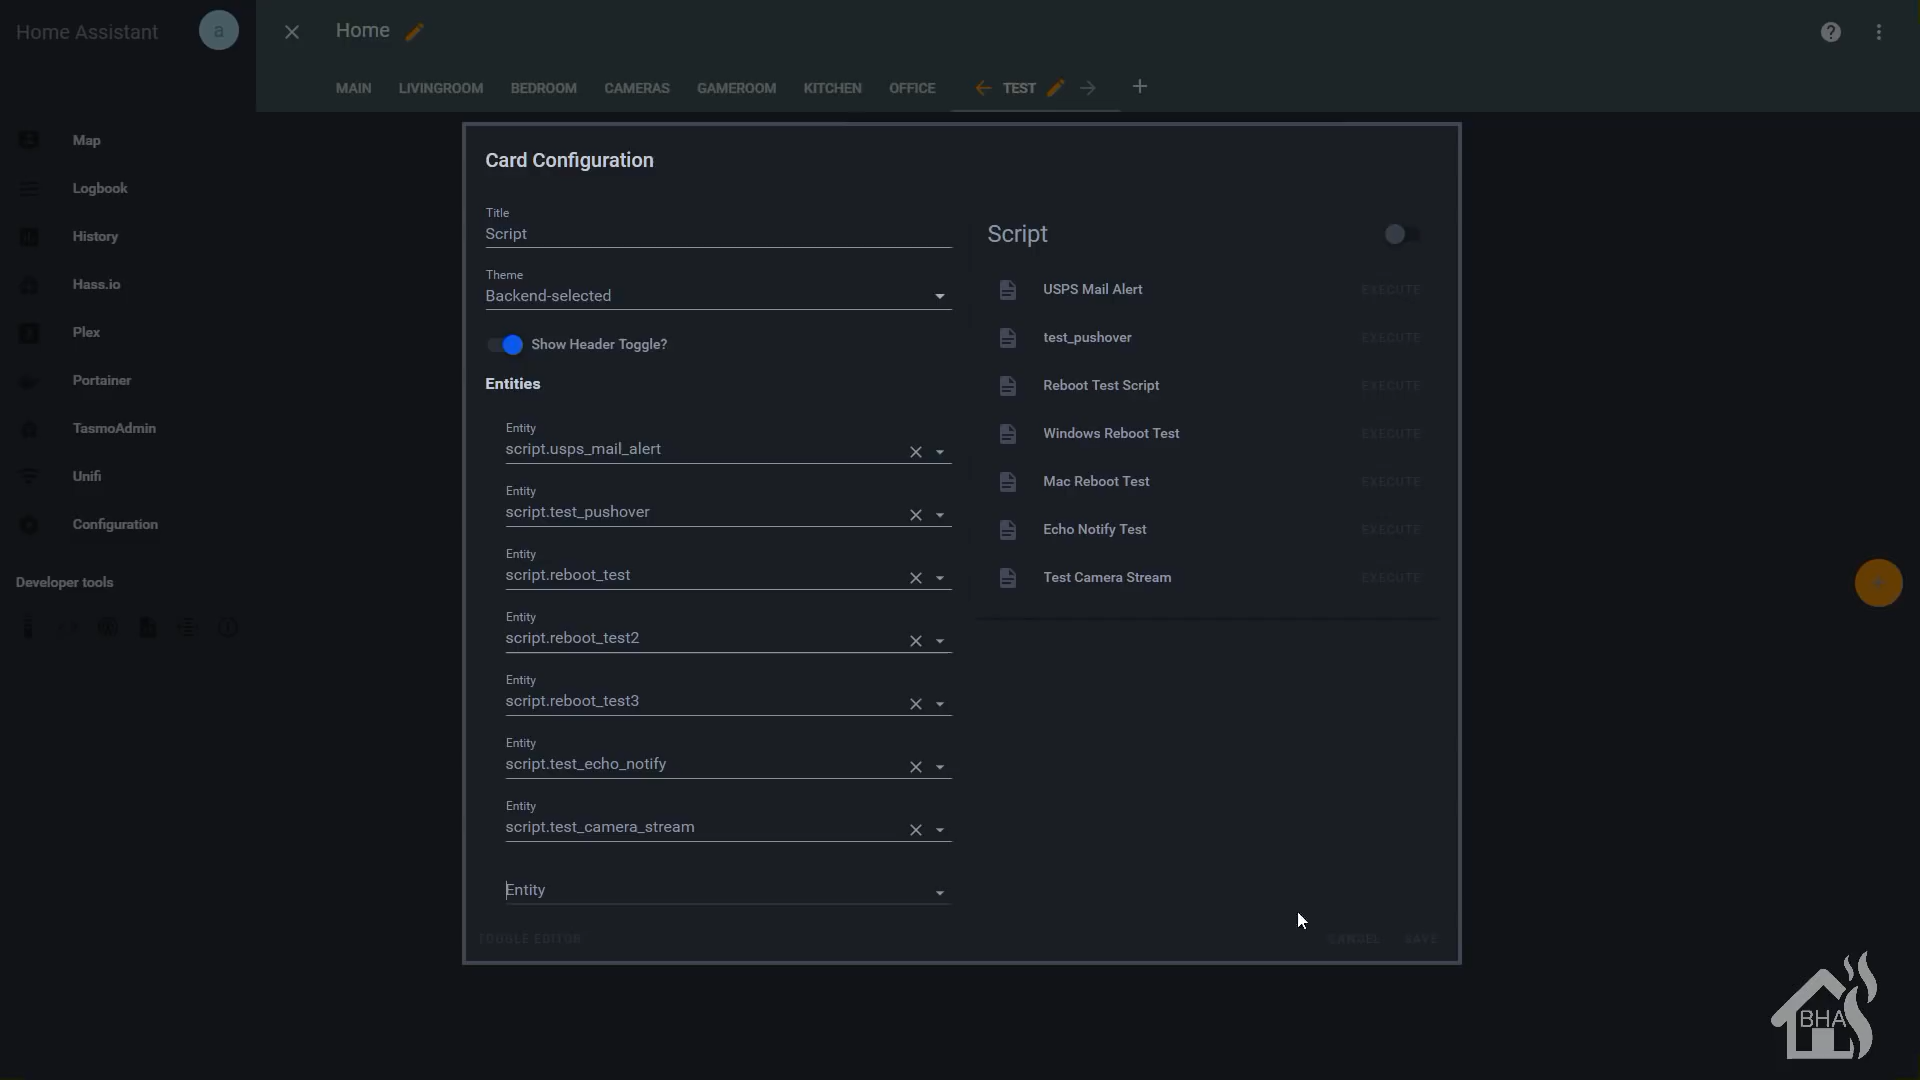 Home Assistant
a
Home
MAIN LIVINGROOM BEDROOM CAMERAS GAMEROOM KITCHEN OFFICE TEST
Map
Logbook
History
Hass.io
Plex
Portainer
TasmoAdmin
Unifi
Configuration
Developer tools
Card Configuration
Title
Script
Theme
Backend-selected
Show Header Toggle?
Entities
Entity
script.usps_mail_alert
Entity
script.test_pushover
Entity
script.reboot_test
Entity
script.reboot_test2
Entity
script.reboot_test3
Entity
script.test_echo_notify
Entity
script.test_camera_stream
Entity
TOGGLE EDITOR
Script
USPS Mail Alert EXECUTE
test_pushover EXECUTE
Reboot Test Script EXECUTE
Windows Reboot Test EXECUTE
Mac Reboot Test EXECUTE
Echo Notify Test EXECUTE
Test Camera Stream EXECUTE
CANCEL SAVE
BHA